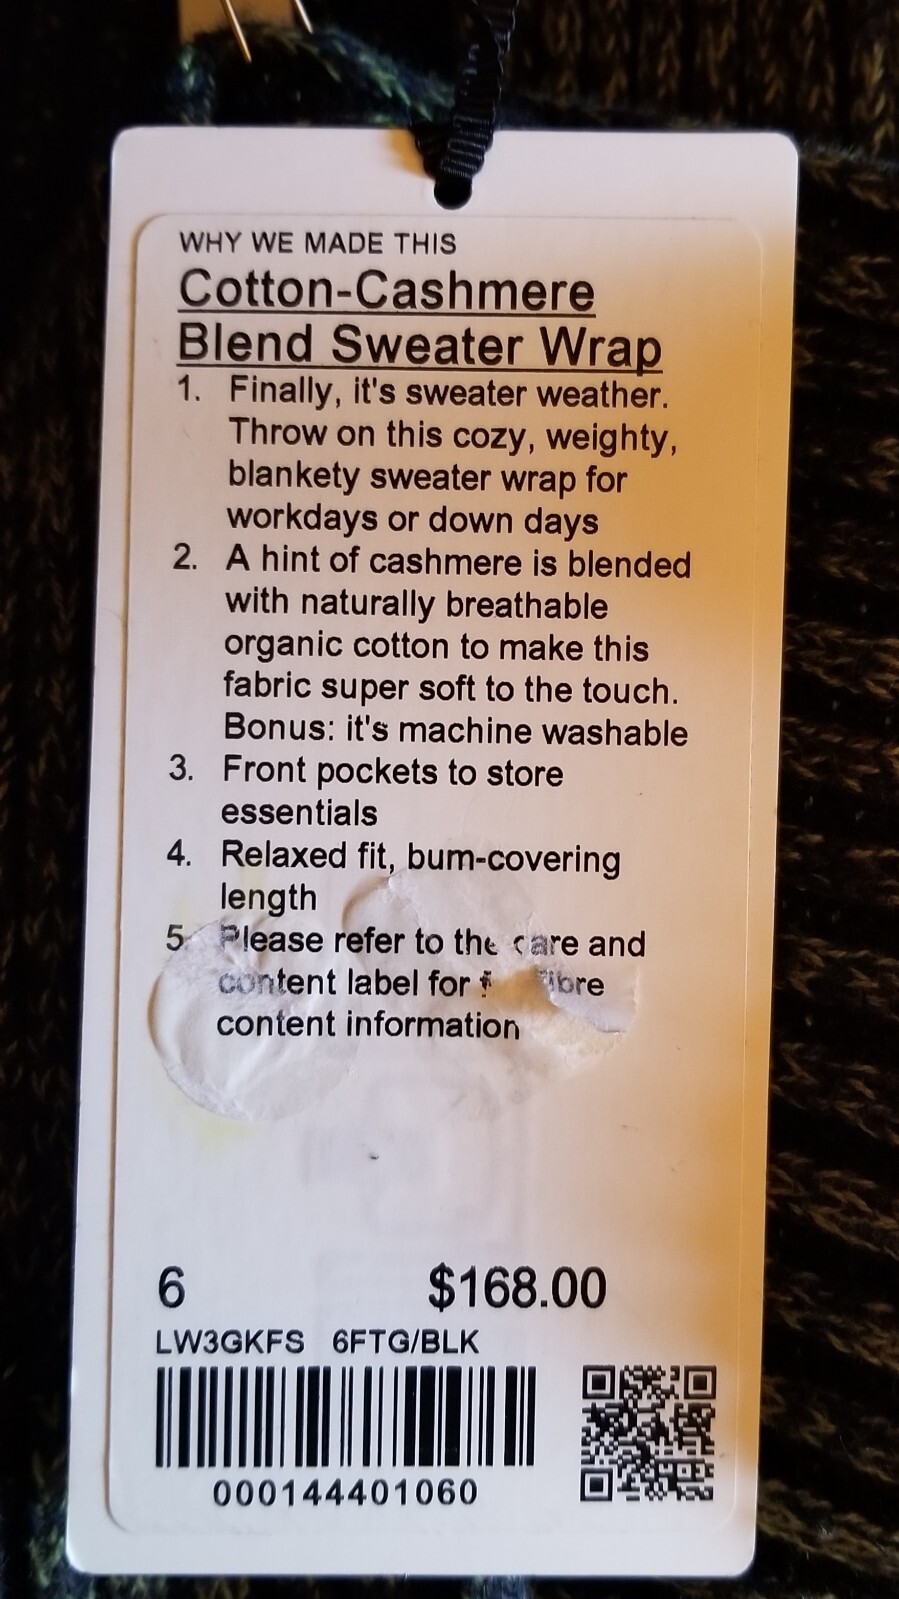 WHY WE MADE THIS
Cotton-Cashmere
Blend Sweater Wrap
1. Finally, it's sweater weather.
Throw on this cozy, weighty,
blankety sweater wrap for
workdays or down days
2. A hint of cashmere is blended
with naturally breathable
organic cotton to make this
fabric super soft to the touch.
Bonus: it's machine washable
3. Front pockets to store
essentials
4. Relaxed fit, bum-covering
length
5. Please refer to the care and
content label for
content information
6 $168.00
LW3GKFS 6FTG/BLK
000144401060